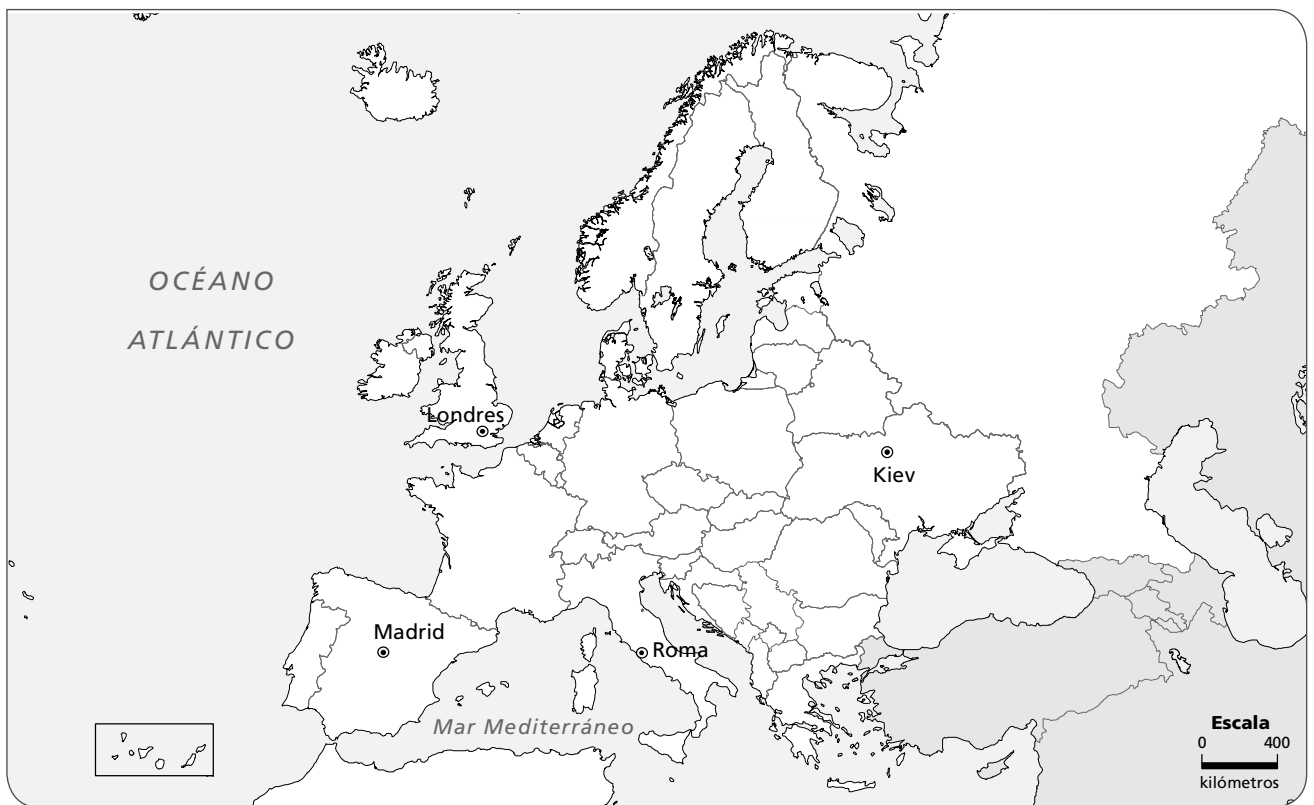 OCÉANO
ATLÁNTICO
Londres
Kiev
Madrid
Roma
Mar Mediterráneo
Escala
0 400
kilómetros